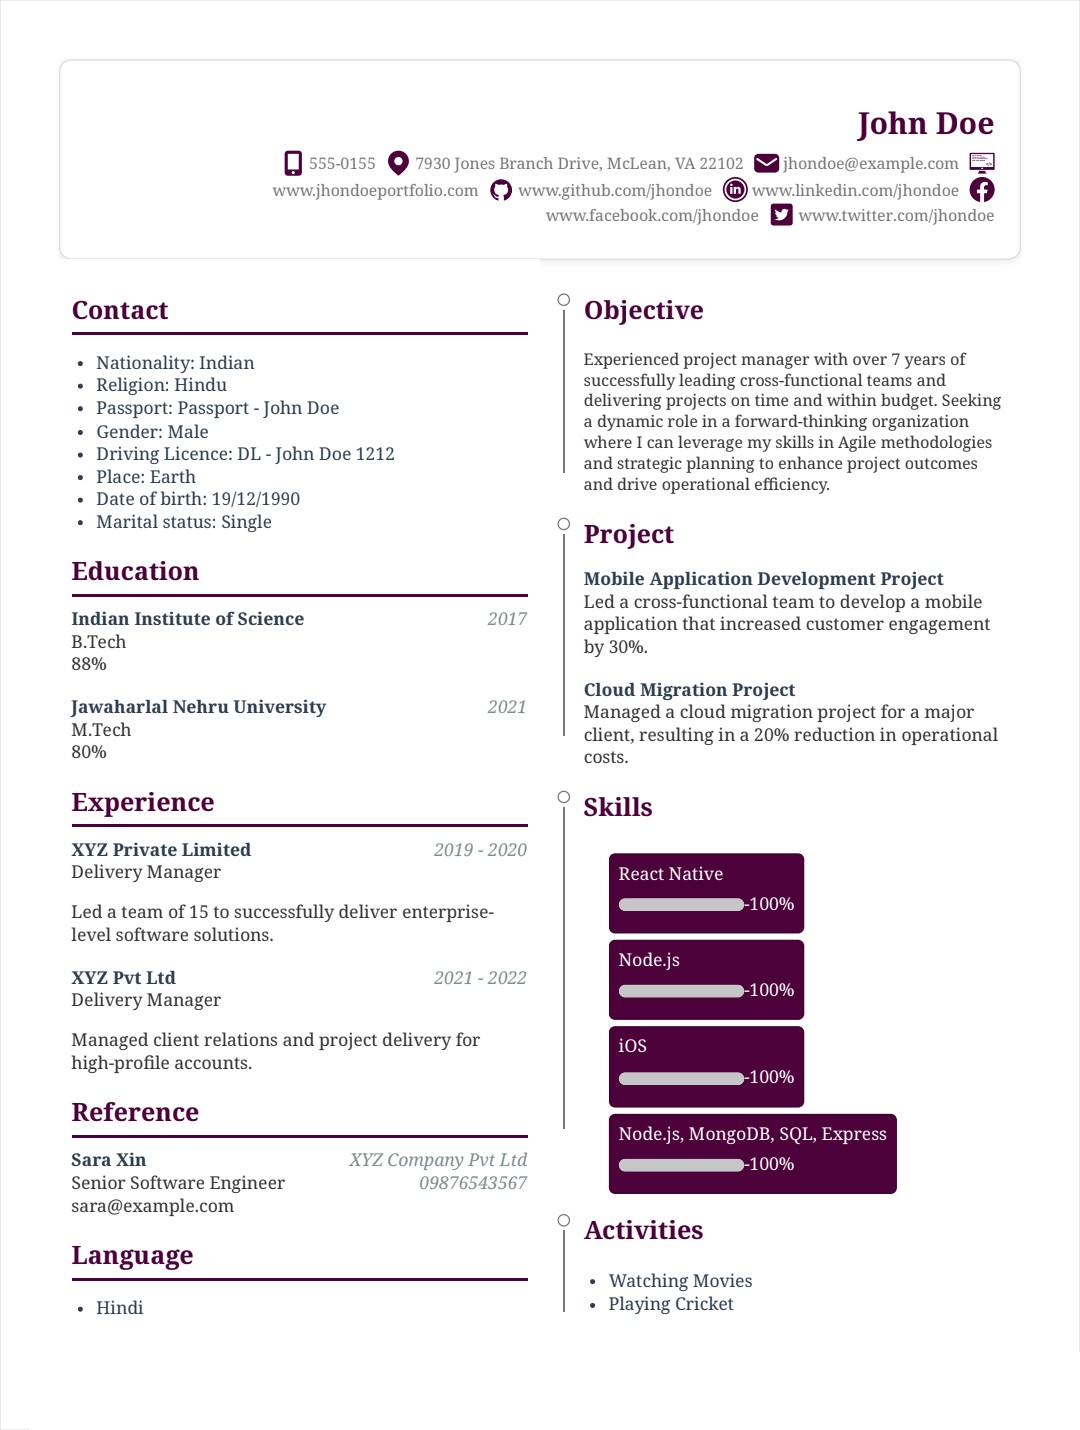 John Doe
555-0155 7930 Jones Branch Drive, McLean, VA 22102 jhondoe@example.com
www.jhondoeportfolio.com www.github.com/jhondoe www.linkedin.com/jhondoe
www.facebook.com/jhondoe www.twitter.com/jhondoe
Contact
Nationality: Indian
Religion: Hindu
Passport: Passport - John Doe
Gender: Male
Driving Licence: DL - John Doe 1212
Place: Earth
Date of birth: 19/12/1990
Marital status: Single
Education
Indian Institute of Science 2017
B.Tech
88%
Jawaharlal Nehru University 2021
M.Tech
80%
Experience
XYZ Private Limited 2019 - 2020
Delivery Manager
Led a team of 15 to successfully deliver enterprise-
level software solutions.
XYZ Pvt Ltd 2021 - 2022
Delivery Manager
Managed client relations and project delivery for
high-profile accounts.
Reference
Sara Xin XYZ Company Pvt Ltd
Senior Software Engineer 09876543567
sara@example.com
Language
Hindi
Objective
Experienced project manager with over 7 years of
successfully leading cross-functional teams and
delivering projects on time and within budget. Seeking
a dynamic role in a forward-thinking organization
where I can leverage my skills in Agile methodologies
and strategic planning to enhance project outcomes
and drive operational efficiency.
Project
Mobile Application Development Project
Led a cross-functional team to develop a mobile
application that increased customer engagement
by 30%.
Cloud Migration Project
Managed a cloud migration project for a major
client, resulting in a 20% reduction in operational
costs.
Skills
React Native
-100%
Node.js
-100%
iOS
-100%
Node.js, MongoDB, SQL, Express
-100%
Activities
Watching Movies
Playing Cricket